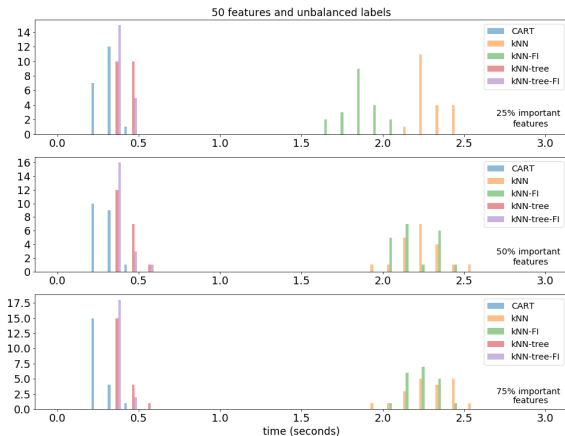 50 features and unbalanced labels
14
12
10
8
6
4
2
0
CART
kNN
kNN-FI
kNN-tree
kNN-tree-FI
25% important
features
0.0 0.5 1.0 1.5 2.0 2.5 3.0
16
14
12
10
8
6
4
2
0
CART
kNN
kNN-FI
kNN-tree
kNN-tree-FI
50% important
features
0.0 0.5 1.0 1.5 2.0 2.5 3.0
17.5
15.0
12.5
10.0
7.5
5.0
2.5
0.0
CART
kNN
kNN-FI
kNN-tree
kNN-tree-FI
75% important
features
0.0 0.5 1.0 1.5 2.0 2.5 3.0
time (seconds)